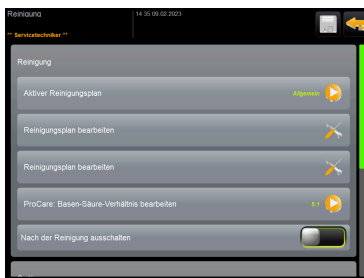 Reinigung
14:35 09.02.2023
** Servicetechniker **
Reinigung
Aktiver Reinigungsplan
Allgemein
Reinigungsplan bearbeiten
Reinigungsplan bearbeiten
ProCare: Basen-Säure-Verhältnis bearbeiten
5:1
Nach der Reinigung ausschalten